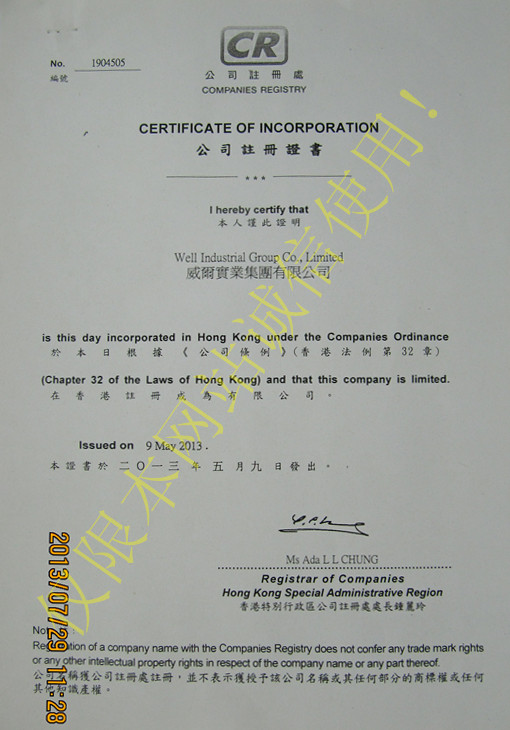 CR
No. 1904505
編號
公司註冊處
COMPANIES REGISTRY
CERTIFICATE OF INCORPORATION
公司註冊證書
***
I hereby certify that
本人謹此證明
Well Industrial Group Co., Limited
威爾實業集團有限公司
is this day incorporated in Hong Kong under the Companies Ordinance
於本日根據《公司條例》(香港法例第32章)
(Chapter 32 of the Laws of Hong Kong) and that this company is limited.
在香港註冊成為有限公司。
Issued on 9 May 2013.
本證書於二O一三年五月九日發出。
Ms Ada L L CHUNG
Registrar of Companies
Hong Kong Special Administrative Region
香港特別行政區公司註冊處處長鍾麗玲
Registration of a company name with the Companies Registry does not confer any trade mark rights
or any other intellectual property rights in respect of the company name or any part thereof.
公司名稱獲公司註冊處註冊，並不表示獲授予該公司名稱或其任何部分的商標權或任何
其他知識產權。
仅限本网站诚信使用！
2013/07/29 11:28